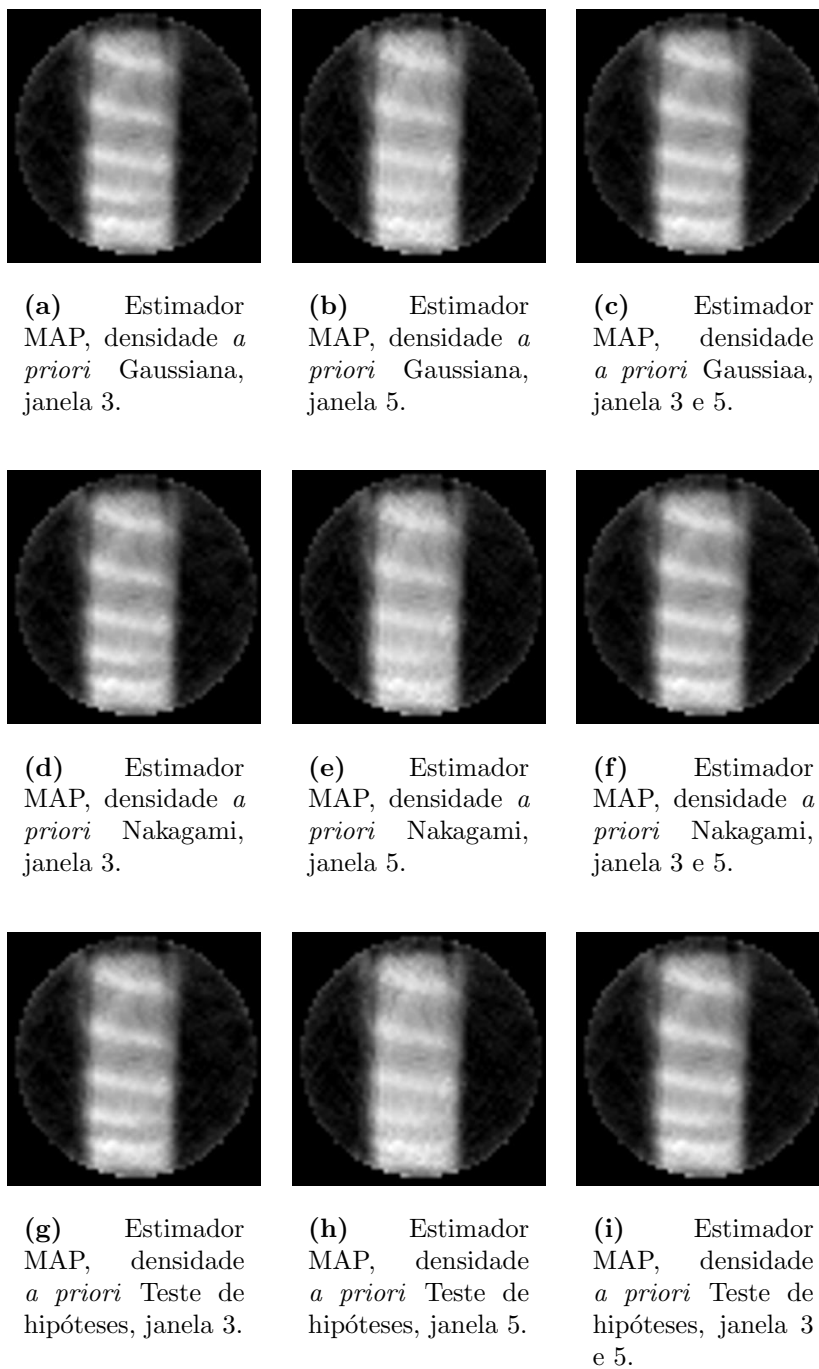 (a) Estimador
MAP, densidade a
priori Gaussiana,
janela 3.
(b) Estimador
MAP, densidade a
priori Gaussiana,
janela 5.
(c) Estimador
MAP, densidade
a priori Gaussiaa,
janela 3 e 5.
(d) Estimador
MAP, densidade a
priori Nakagami,
janela 3.
(e) Estimador
MAP, densidade a
priori Nakagami,
janela 5.
(f) Estimador
MAP, densidade a
priori Nakagami,
janela 3 e 5.
(g) Estimador
MAP, densidade
a priori Teste de
hipóteses, janela 3.
(h) Estimador
MAP, densidade
a priori Teste de
hipóteses, janela 5.
(i) Estimador
MAP, densidade
a priori Teste de
hipóteses, janela 3
e 5.